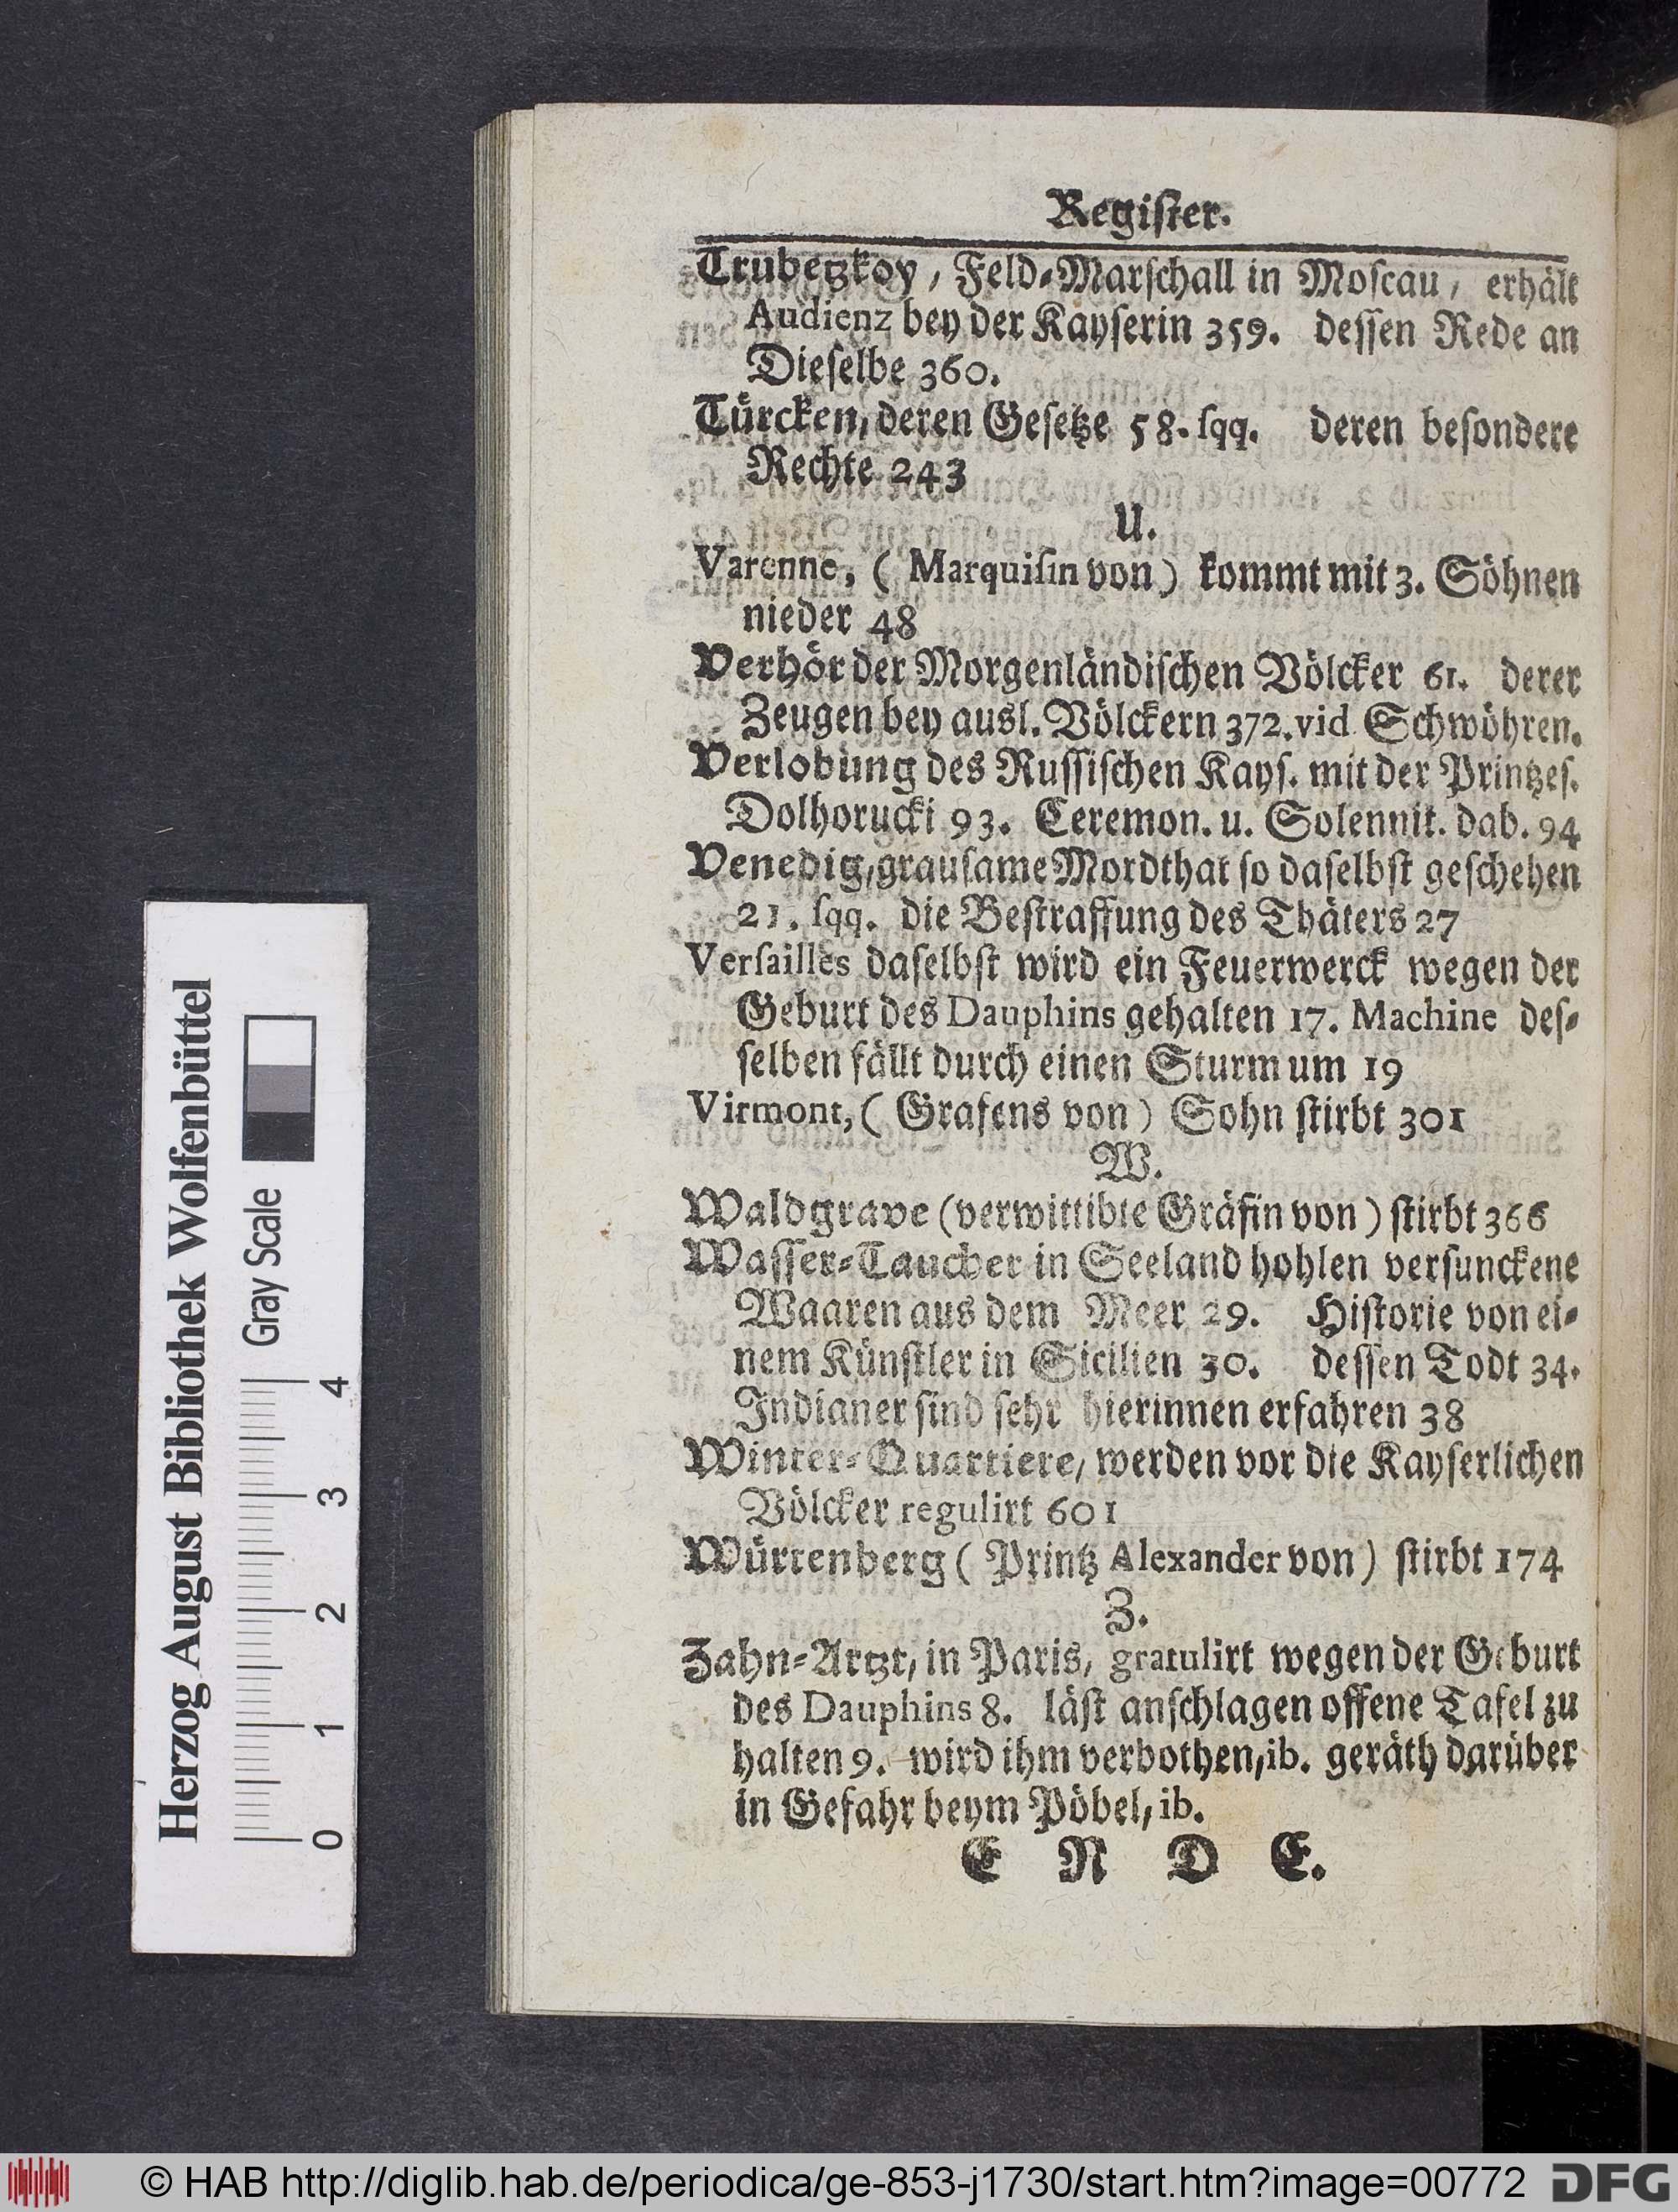 Regiſter.
Trubetzkoy, Feld-Marſchall in Moſcau, erhält
Audienz bey der Kayſerin 359. deſſen Rede an
Dieſelbe 360.
Türcken, deren Geſetze 58. ſqq. deren beſondere
Rechte 243
U.
Varenne, ( Marquiſin von) kommt mit 3. Söhnen
nieder 48
Verhör der Morgenländiſchen Völcker 61. derer
Zeugen bey ausl. Völckern 372. vid. Schwöhren.
Verlobung des Ruſſiſchen Kayſ. mit der Printzeſ.
Dolhorucki 93. Ceremon. u. Solennit. dab. 94
Venedig, grauſame Mordthat ſo daſelbſt geſchehen
21. ſqq. die Beſtraffung des Thäters 27
Verſailles daſelbſt wird ein Feuerwerck wegen der
Geburt des Dauphins gehalten 17. Machine deſ-
ſelben fällt durch einen Sturm um 19
Virmont, ( Grafens von) Sohn ſtirbt 301
W.
Waldgrave (verwittibte Gräfin von) ſtirbt 366
Waſſer-Taucher in Seeland hohlen verſunckene
Waaren aus dem Meer 29. Hiſtorie von ei-
nem Künſtler in Sicilien 30. deſſen Todt 34.
Indianer ſind ſehr hierinnen erfahren 38
Winter-Quartiere, werden vor die Kayſerlichen
Völcker regulirt 601
Würtenberg ( Printz Alexander von) ſtirbt 174
Z.
Zahn-Artzt, in Paris, gratulirt wegen der Geburt
des Dauphins 8. läſt anſchlagen offene Tafel zu
halten 9. wird ihm verbothen, ib. geräth darüber
in Gefahr beym Pöbel, ib.
E N D E.
Herzog August Bibliothek Wolfenbüttel
Gray Scale
0 1 2 3 4
© HAB http://diglib.hab.de/periodica/ge-853-j1730/start.htm?image=00772
DFG